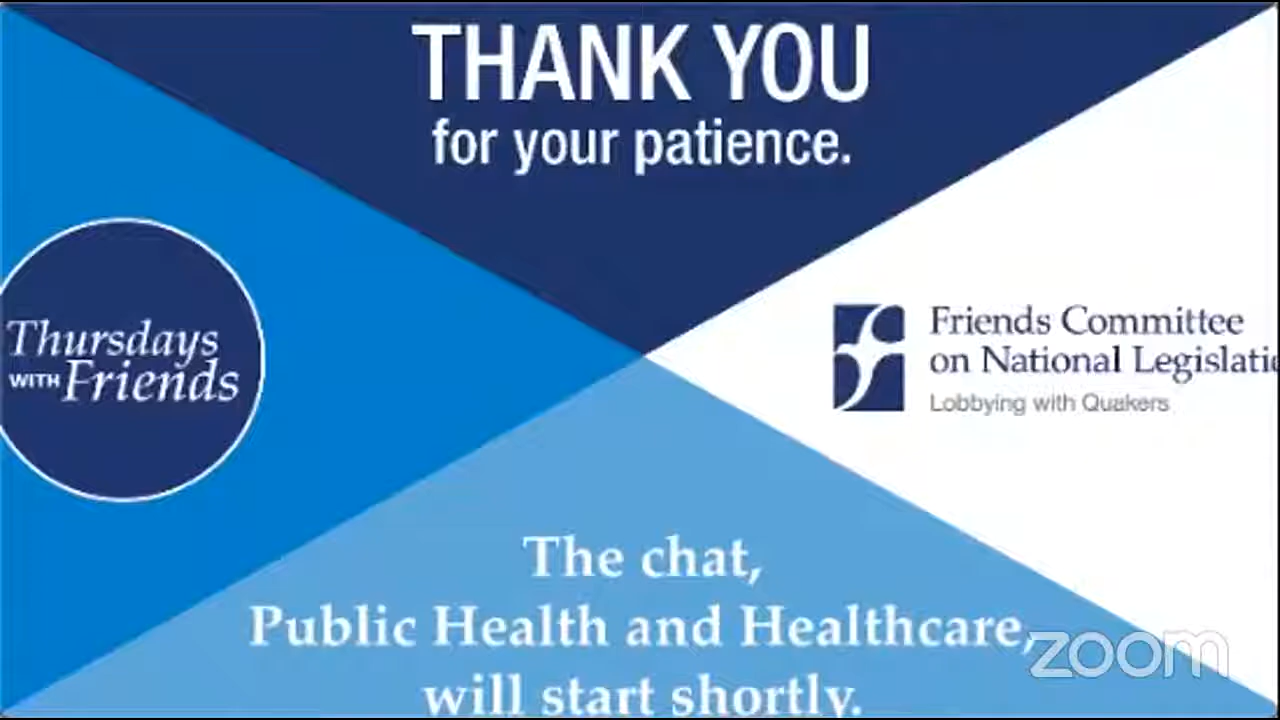 THANK YOU
for your patience.
Thursdays
WITH Friends
Friends Committee
on National Legislatio
Lobbying with Quakers
The chat,
Public Health and Healthcare,
will start shortly.
zoom